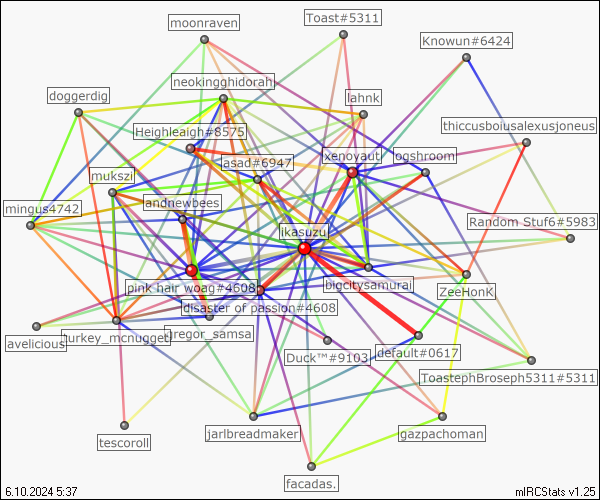 moonraven
Toast#5311
Knowun#6424
neokingghidorah
doggerdig
lahnk
thiccusboiusalexusjoneus
Heighleaigh#8575
xenovaut
ogshroom
asad#6947
mukszi
andnewbees
mingus4742
Random Stuf6#5983
ikasuzu
pink hair woag#4608
bigcitysamurai
ZeeHonK
disaster of passion#4608
turkey_mcnugget
gregor_samsa
avelicious
Duck™#9103
default#0617
ToastephBroseph5311#5311
tescoroll
jarlbreadmaker
gazpachoman
facadas.
6.10.2024 5:37
mIRCStats v1.25